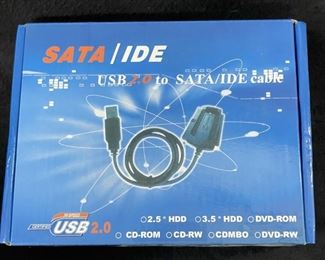 SATA/IDE
USB 2.0 to SATA/IDE cable
CERTIFIED USB 2.0
2.5" HDD 3.5" HDD DVD-ROM
CD-ROM CD-RW CDMBO DVD-RW